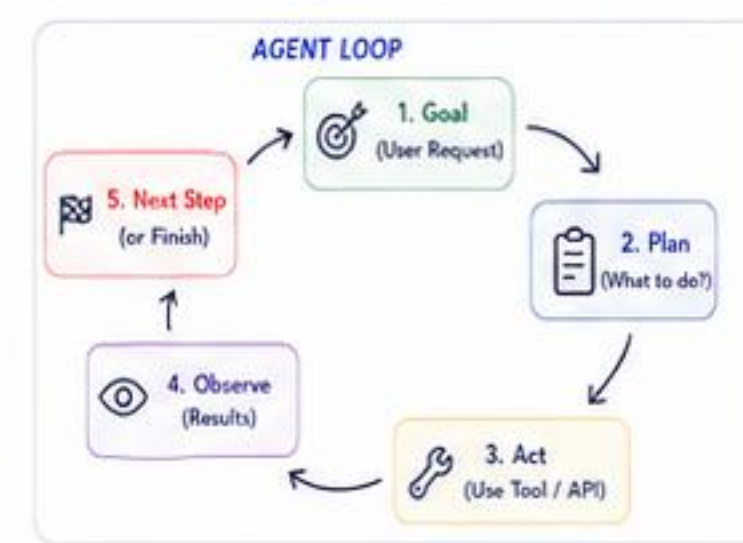 AGENT LOOP
1. Goal
(User Request)
2. Plan
(What to do?)
3. Act
(Use Tool / API)
4. Observe
(Results)
5. Next Step
(or Finish)